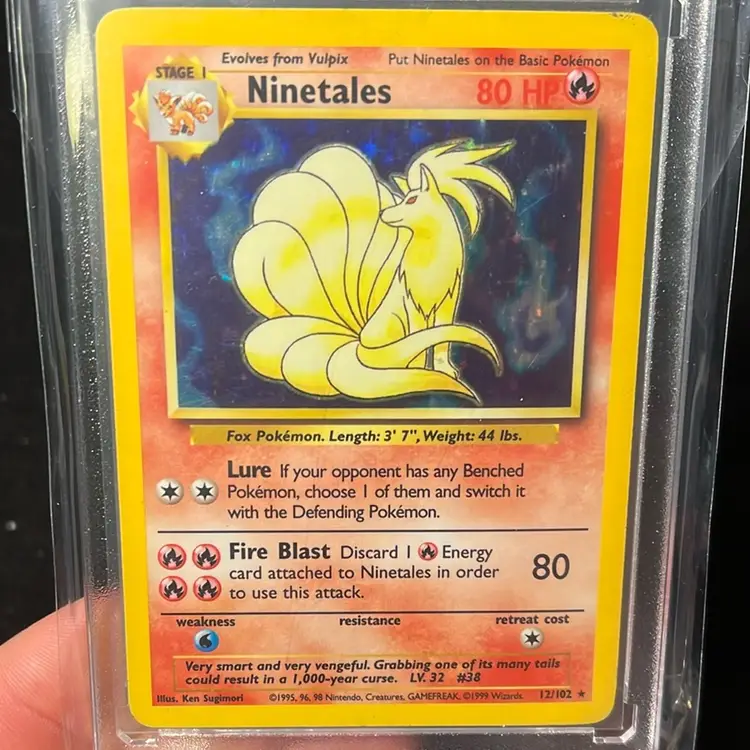 Evolves from Vulpix
Put Ninetales on the Basic Pokémon
STAGE 1
Ninetales
80 HP
Fox Pokémon. Length: 3' 7", Weight: 44 lbs.
Lure If your opponent has any Benched
Pokémon, choose 1 of them and switch it
with the Defending Pokémon.
Fire Blast Discard 1 Energy
card attached to Ninetales in order
to use this attack.
80
weakness
resistance
retreat cost
Very smart and very vengeful. Grabbing one of its many tails
could result in a 1,000-year curse. LV. 32 #38
Illus. Ken Sugimori
©1995, 96, 98 Nintendo, Creatures, GAMEFREAK. ©1999 Wizards.
12/102 ★